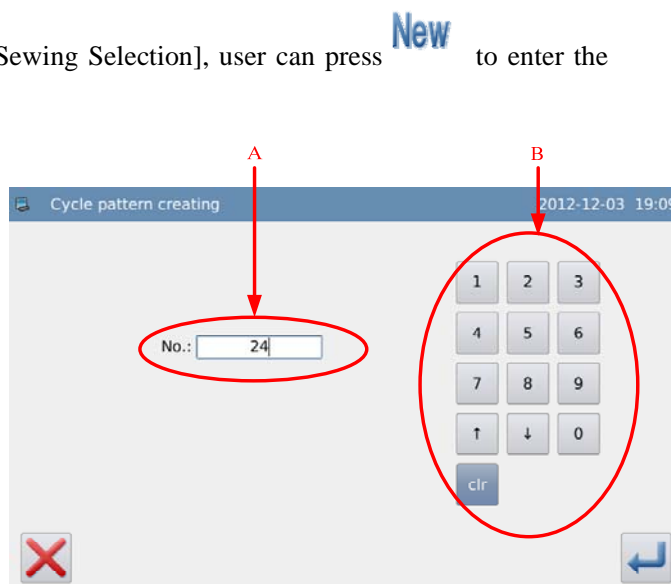 Sewing Selection], user can press New to enter the
A B
Cycle pattern creating 2012-12-03 19:09
1 2 3
No.: 24 4 5 6
7 8 9
↑ ↓ 0
clr